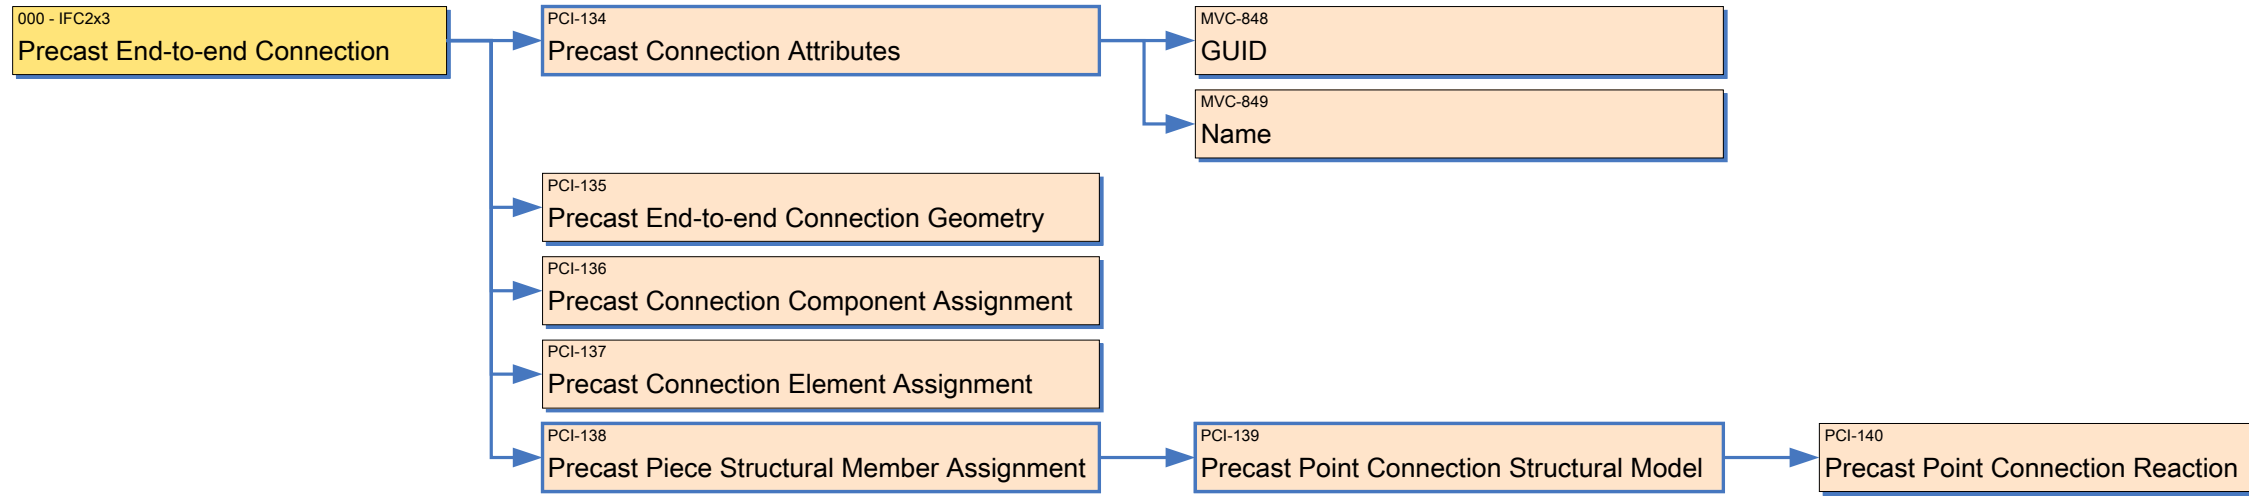 000 - IFC2x3
Precast End-to-end Connection
PCI-134
Precast Connection Attributes
MVC-848
GUID
MVC-849
Name
PCI-135
Precast End-to-end Connection Geometry
PCI-136
Precast Connection Component Assignment
PCI-137
Precast Connection Element Assignment
PCI-138
Precast Piece Structural Member Assignment
PCI-139
Precast Point Connection Structural Model
PCI-140
Precast Point Connection Reaction